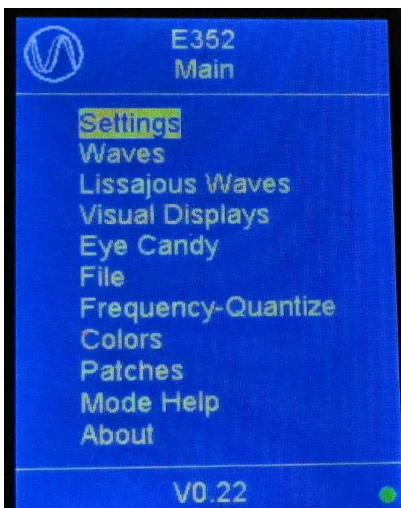 E352
Main
Settings
Waves
Lissajous Waves
Visual Displays
Eye Candy
File
Frequency-Quantize
Colors
Patches
Mode Help
About
V0.22